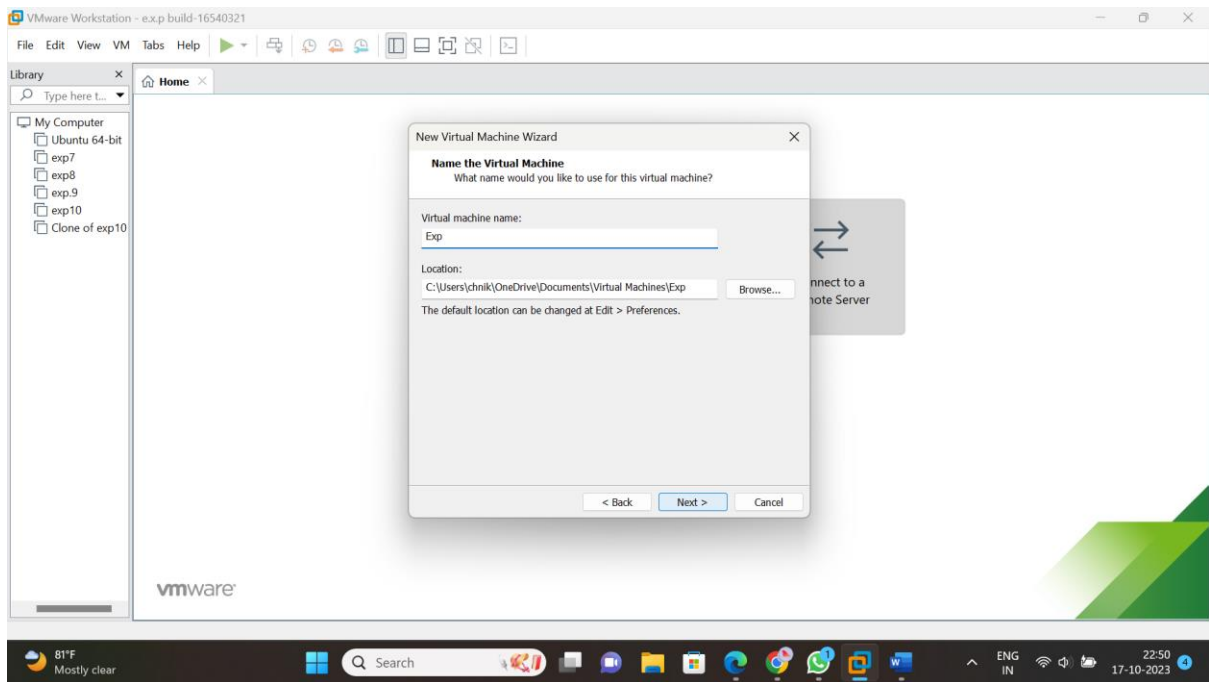 VMware Workstation - e.x.p build-16540321
File Edit View VM Tabs Help
Library
Type here t...
My Computer
Ubuntu 64-bit
exp7
exp8
exp.9
exp10
Clone of exp10
Home
New Virtual Machine Wizard
Name the Virtual Machine
What name would you like to use for this virtual machine?
Virtual machine name:
Exp
Location:
C:\Users\chnik\OneDrive\Documents\Virtual Machines\Exp
Browse...
The default location can be changed at Edit > Preferences.
< Back Next > Cancel
nnect to a
note Server
vmware
81°F
Mostly clear
Search
ENG
IN
22:50
17-10-2023
4